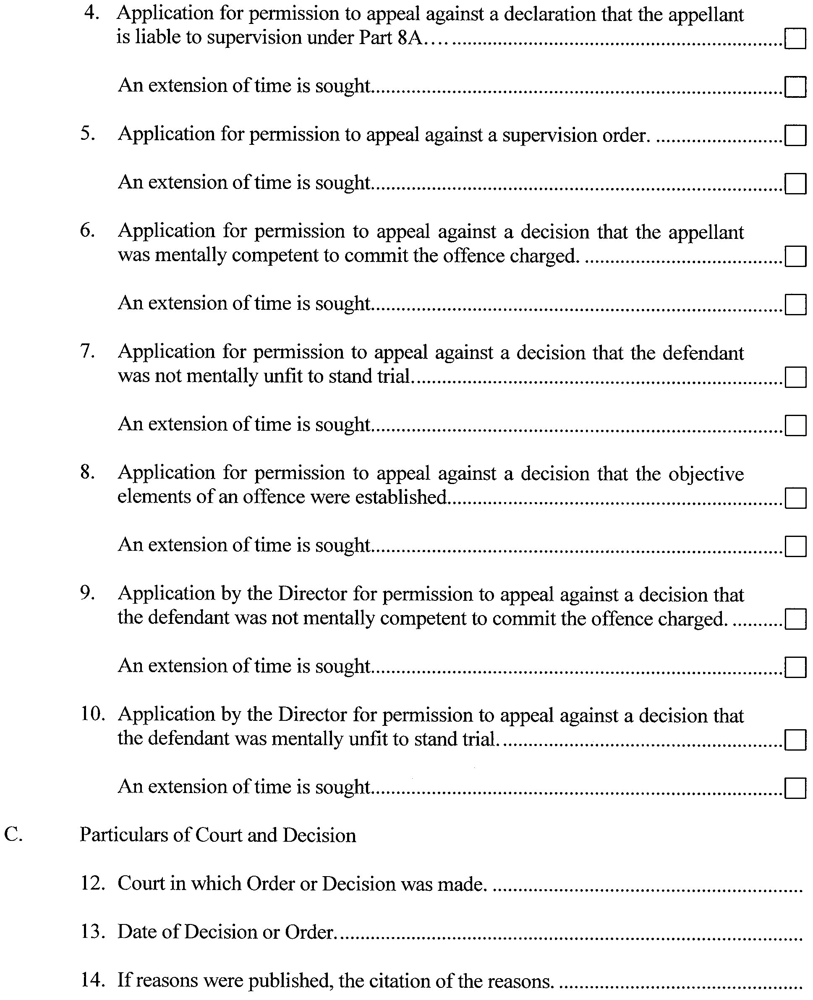 4. Application for permission to appeal against a declaration that the appellant
is liable to supervision under Part 8A.
An extension of time is sought.
5. Application for permission to appeal against a supervision order.
An extension of time is sought.
6. Application for permission to appeal against a decision that the appellant
was mentally competent to commit the offence charged.
An extension of time is sought.
7. Application for permission to appeal against a decision that the defendant
was not mentally unfit to stand trial.
An extension of time is sought.
8. Application for permission to appeal against a decision that the objective
elements of an offence were established.
An extension of time is sought.
9. Application by the Director for permission to appeal against a decision that
the defendant was not mentally competent to commit the offence charged.
An extension of time is sought.
10. Application by the Director for permission to appeal against a decision that
the defendant was mentally unfit to stand trial.
An extension of time is sought.
C. Particulars of Court and Decision
12. Court in which Order or Decision was made.
13. Date of Decision or Order.
14. If reasons were published, the citation of the reasons.